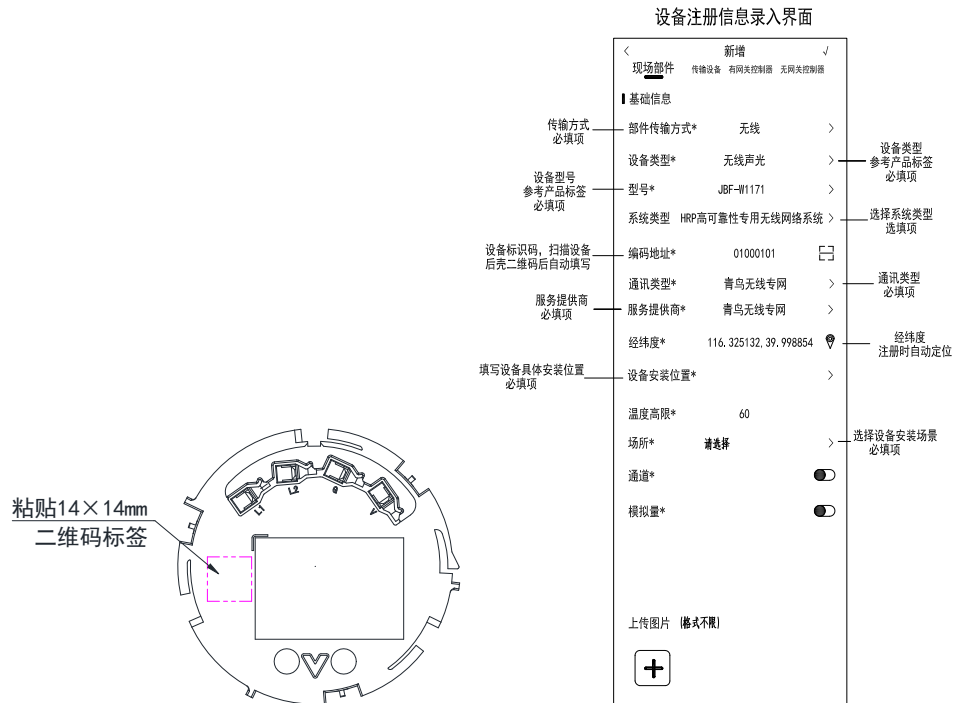 设备注册信息录入界面
< 新增 √
现场部件 传输设备 有网关控制器 无网关控制器
基础信息
传输方式
必填项
部件传输方式* 无线 >
设备类型* 无线声光 >
设备类型
参考产品标签
必填项
设备型号
参考产品标签
必填项
型号* JBF-W1171 >
系统类型 HRP高可靠性专用无线网络系统 >
选择系统类型
选填项
设备标识码，扫描设备
后壳二维码后自动填写
编码地址* 01000101
通讯类型* 青鸟无线专网 >
通讯类型
必填项
服务提供商
必填项
服务提供商* 青鸟无线专网 >
经纬度* 116.325132,39.998854
经纬度
注册时自动定位
填写设备具体安装位置
必填项
设备安装位置* >
温度高限* 60
场所* 请选择 >
选择设备安装场景
必填项
通道*
模拟量*
上传图片 (格式不限)
L1
L2
G
粘贴14×14mm
二维码标签